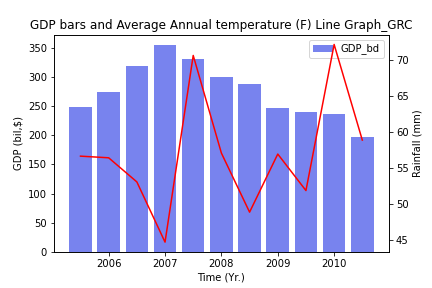 GDP bars and Average Annual temperature (F) Line Graph_GRC
GDP_bd
350
300
250
200
150
100
50
0
GDP (bil,$)
70
65
60
55
50
45
Rainfall (mm)
2006 2007 2008 2009 2010
Time (Yr.)